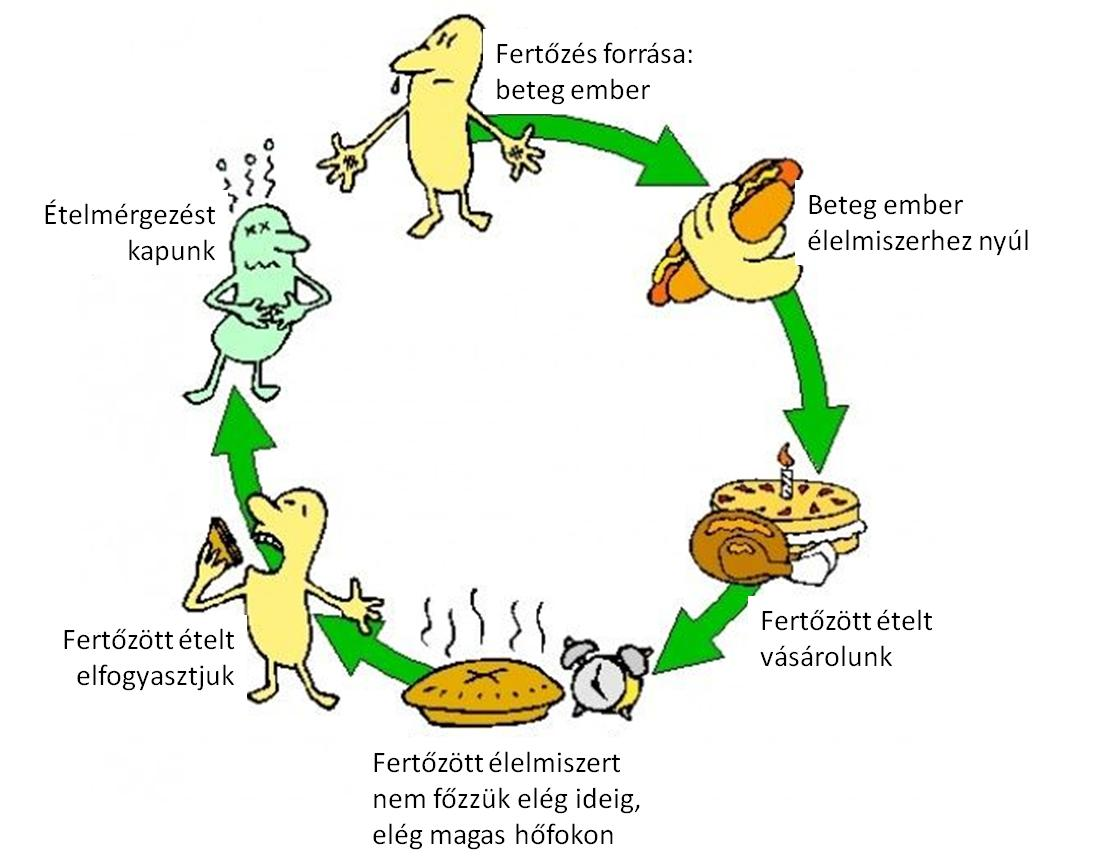 Fertőzés forrása:
beteg ember
Beteg ember
élelmiszerhez nyúl
Fertőzött ételt
vásárolunk
Fertőzött élelmiszert
nem főzzük elég ideig,
elég magas hőfokon
Fertőzött ételt
elfogyasztjuk
Ételmérgezést
kapunk